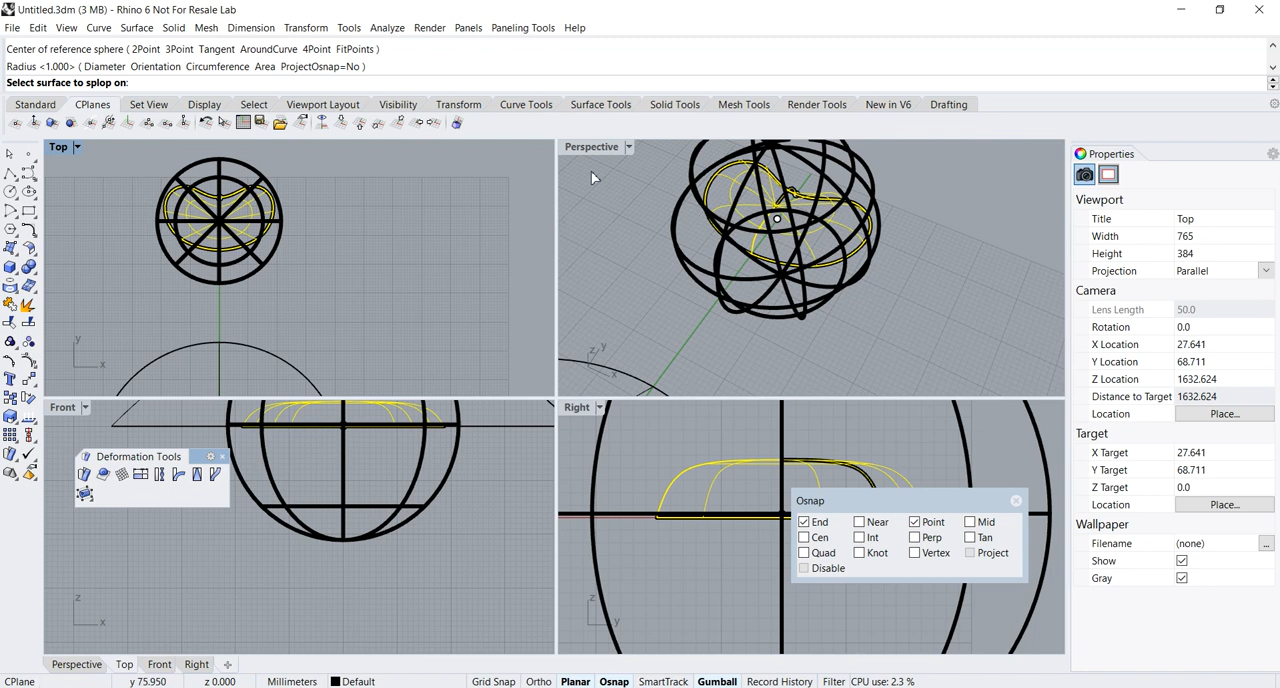 Untitled.3dm (3 MB) - Rhino 6 Not For Resale Lab
File Edit View Curve Surface Solid Mesh Dimension Transform Tools Analyze Render Panels Paneling Tools Help
Center of reference sphere ( 2Point 3Point Tangent AroundCurve 4Point FitPoints )
Radius <1.000> ( Diameter Orientation Circumference Area ProjectOsnap=No )
Select surface to splop on:
Standard CPlanes Set View Display Select Viewport Layout Visibility Transform Curve Tools Surface Tools Solid Tools Mesh Tools Render Tools New in V6 Drafting
Top
y
x
Perspective
z y
x
Front
Deformation Tools
z
x
Right
z
y
Osnap
End Near Point Mid
Cen Int Perp Tan
Quad Knot Vertex Project
Disable
Properties
Viewport
Title Top
Width 765
Height 384
Projection Parallel
Camera
Lens Length 50.0
Rotation 0.0
X Location 27.641
Y Location 68.711
Z Location 1632.624
Distance to Target 1632.624
Location Place...
Target
X Target 27.641
Y Target 68.711
Z Target 0.0
Location Place...
Wallpaper
Filename (none) ...
Show
Gray
Perspective Top Front Right
CPlane y 75.950 z 0.000 Millimeters Default Grid Snap Ortho Planar Osnap SmartTrack Gumball Record History Filter CPU use: 2.3 %